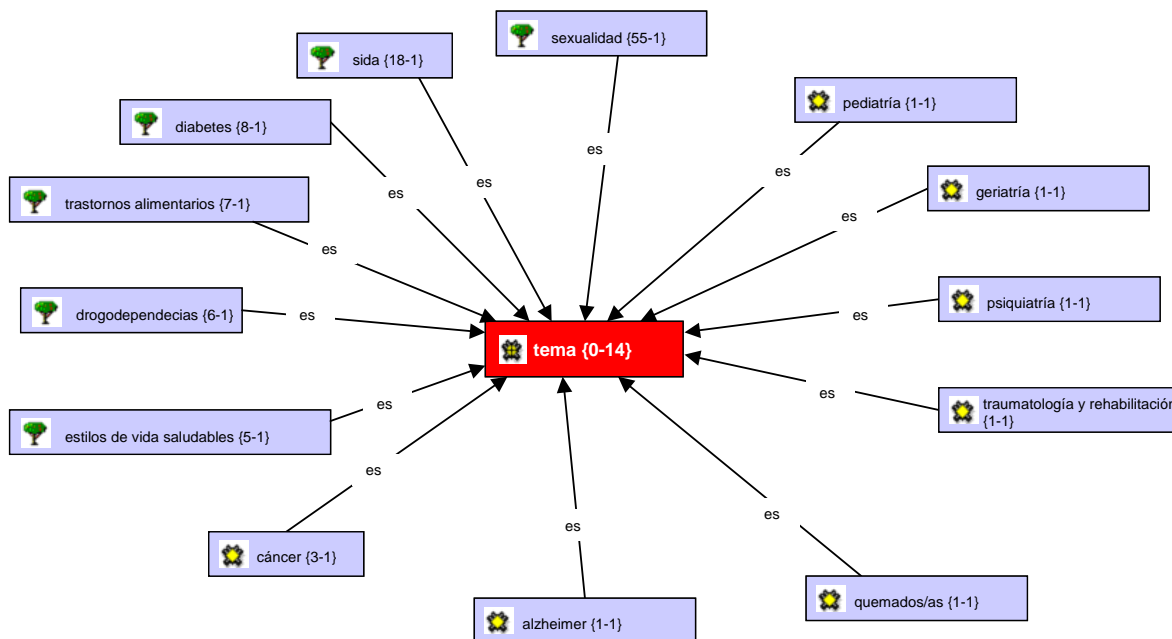 sexualidad {55-1}
sida {18-1}
pediatría {1-1}
diabetes {8-1}
es
es
es
es
geriatría {1-1}
trastornos alimentarios {7-1}
es
es
psiquiatría {1-1}
drogodependecias {6-1}
es
es
tema {0-14}
traumatología y rehabilitación
{1-1}
es
es
estilos de vida saludables {5-1}
es
es
es
cáncer {3-1}
quemados/as {1-1}
alzheimer {1-1}